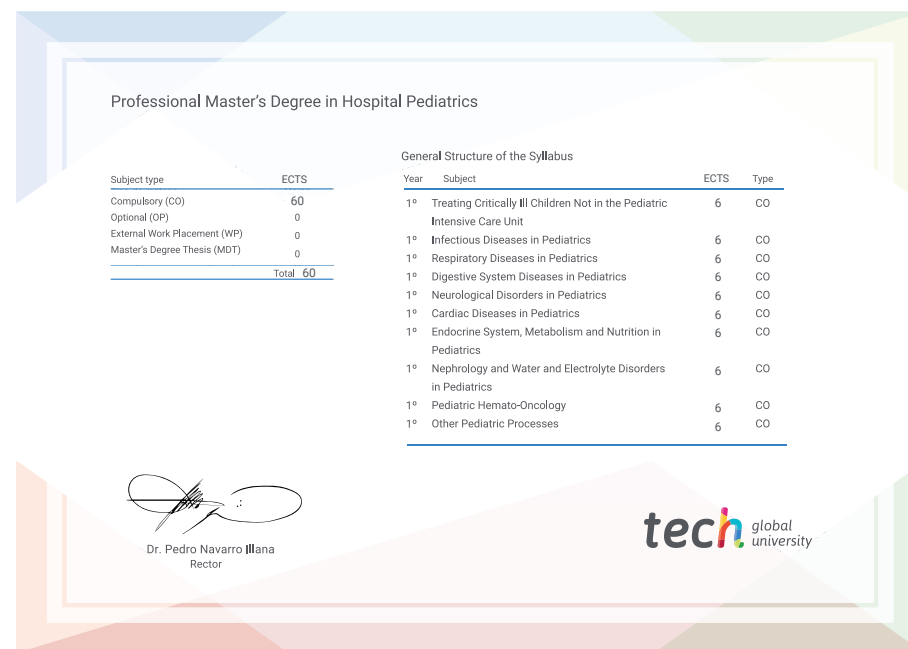 Professional Master's Degree in Hospital Pediatrics
Subject type ECTS
Compulsory (CO) 60
Optional (OP) 0
External Work Placement (WP) 0
Master's Degree Thesis (MDT) 0
Total 60
General Structure of the Syllabus
Year Subject ECTS Type
1º Treating Critically Ill Children Not in the Pediatric 6 CO
Intensive Care Unit
1º Infectious Diseases in Pediatrics 6 CO
1º Respiratory Diseases in Pediatrics 6 CO
1º Digestive System Diseases in Pediatrics 6 CO
1º Neurological Disorders in Pediatrics 6 CO
1º Cardiac Diseases in Pediatrics 6 CO
1º Endocrine System, Metabolism and Nutrition in 6 CO
Pediatrics
1º Nephrology and Water and Electrolyte Disorders 6 CO
in Pediatrics
1º Pediatric Hemato-Oncology 6 CO
1º Other Pediatric Processes 6 CO
Dr. Pedro Navarro Illana
Rector
tech global
university